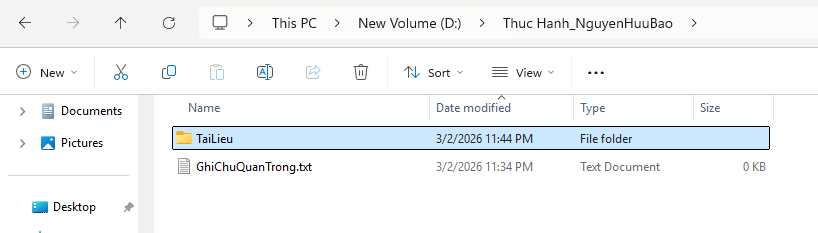 This PC > New Volume (D:) > Thuc Hanh_NguyenHuuBao >
New Sort View ...
Documents
Pictures
Desktop
Name Date modified Type Size
TaiLieu 3/2/2026 11:44 PM File folder
GhiChuQuanTrong.txt 3/2/2026 11:34 PM Text Document 0 KB